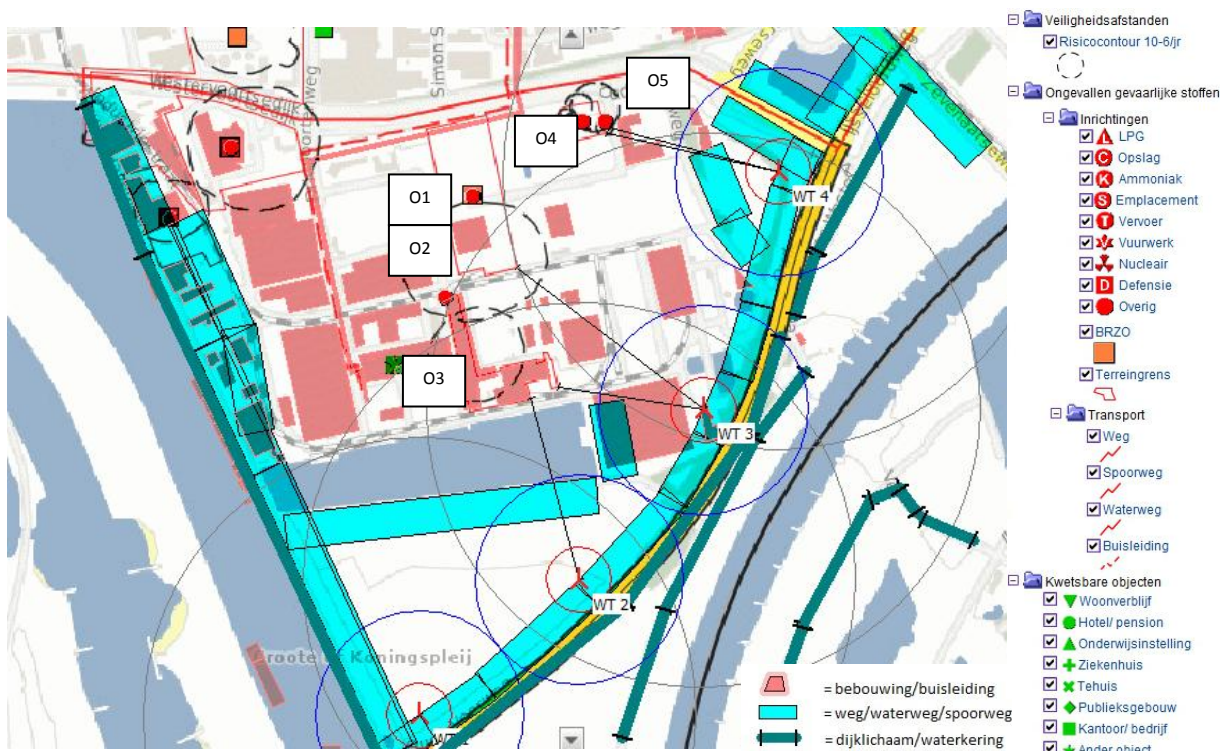 Veiligheidsafstanden
Risicocontour 10-6/jr
Ongevallen gevaarlijke stoffen
Inrichtingen
LPG
C Opslag
K Ammoniak
S Emplacement
T Vervoer
Vuurwerk
Nucleair
D Defensie
Overig
BRZO
Terreingrens
Transport
Weg
Spoorweg
Waterweg
Buisleiding
Kwetsbare objecten
Woonverblijf
Hotel/ pension
Onderwijsinstelling
Ziekenhuis
Tehuis
Publieksgebouw
Kantoor/ bedrijf
Ander object
Simon S
O5
O4
O1
O2
O3
WT 4
WT 3
WT 2
Koningspleij
= bebouwing/buisleiding
= weg/waterweg/spoorweg
= dijklichaam/waterkering